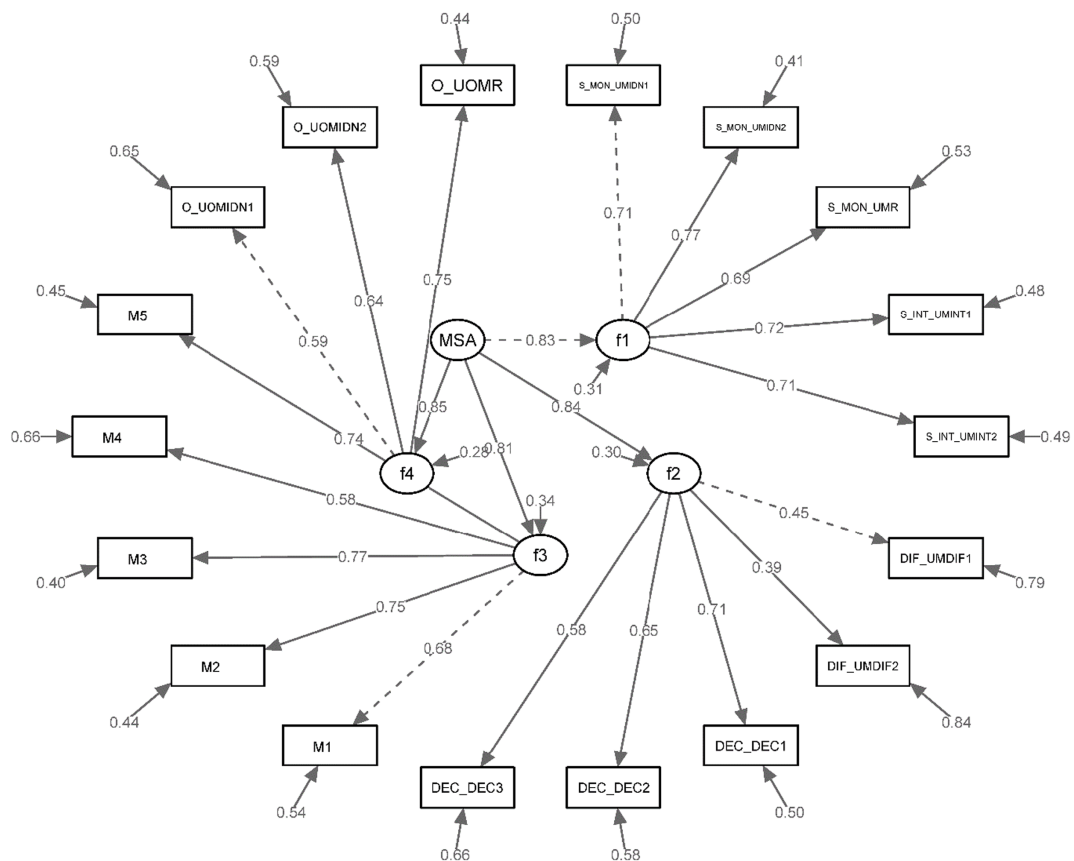 0.44
0.50
0.59
0.41
O_UOMR
S_MON_UMIDN1
O_UOMIDN2
S_MON_UMIDN2
0.65
0.53
O_UOMIDN1
S_MON_UMR
0.71
0.77
0.69
0.75
0.45
M5
0.64
0.48
S_INT_UMINT1
0.72
0.59
MSA
0.83
f1
0.31
0.71
0.85
0.84
0.66
M4
0.74
0.81
S_INT_UMINT2
0.49
0.28
0.30
f4
f2
0.58
0.34
0.45
0.40
M3
0.77
f3
DIF_UMDIF1
0.79
0.39
0.75
0.71
0.58
0.65
0.68
M2
DIF_UMDIF2
0.44
0.84
M1
DEC_DEC1
DEC_DEC3
DEC_DEC2
0.54
0.50
0.66
0.58